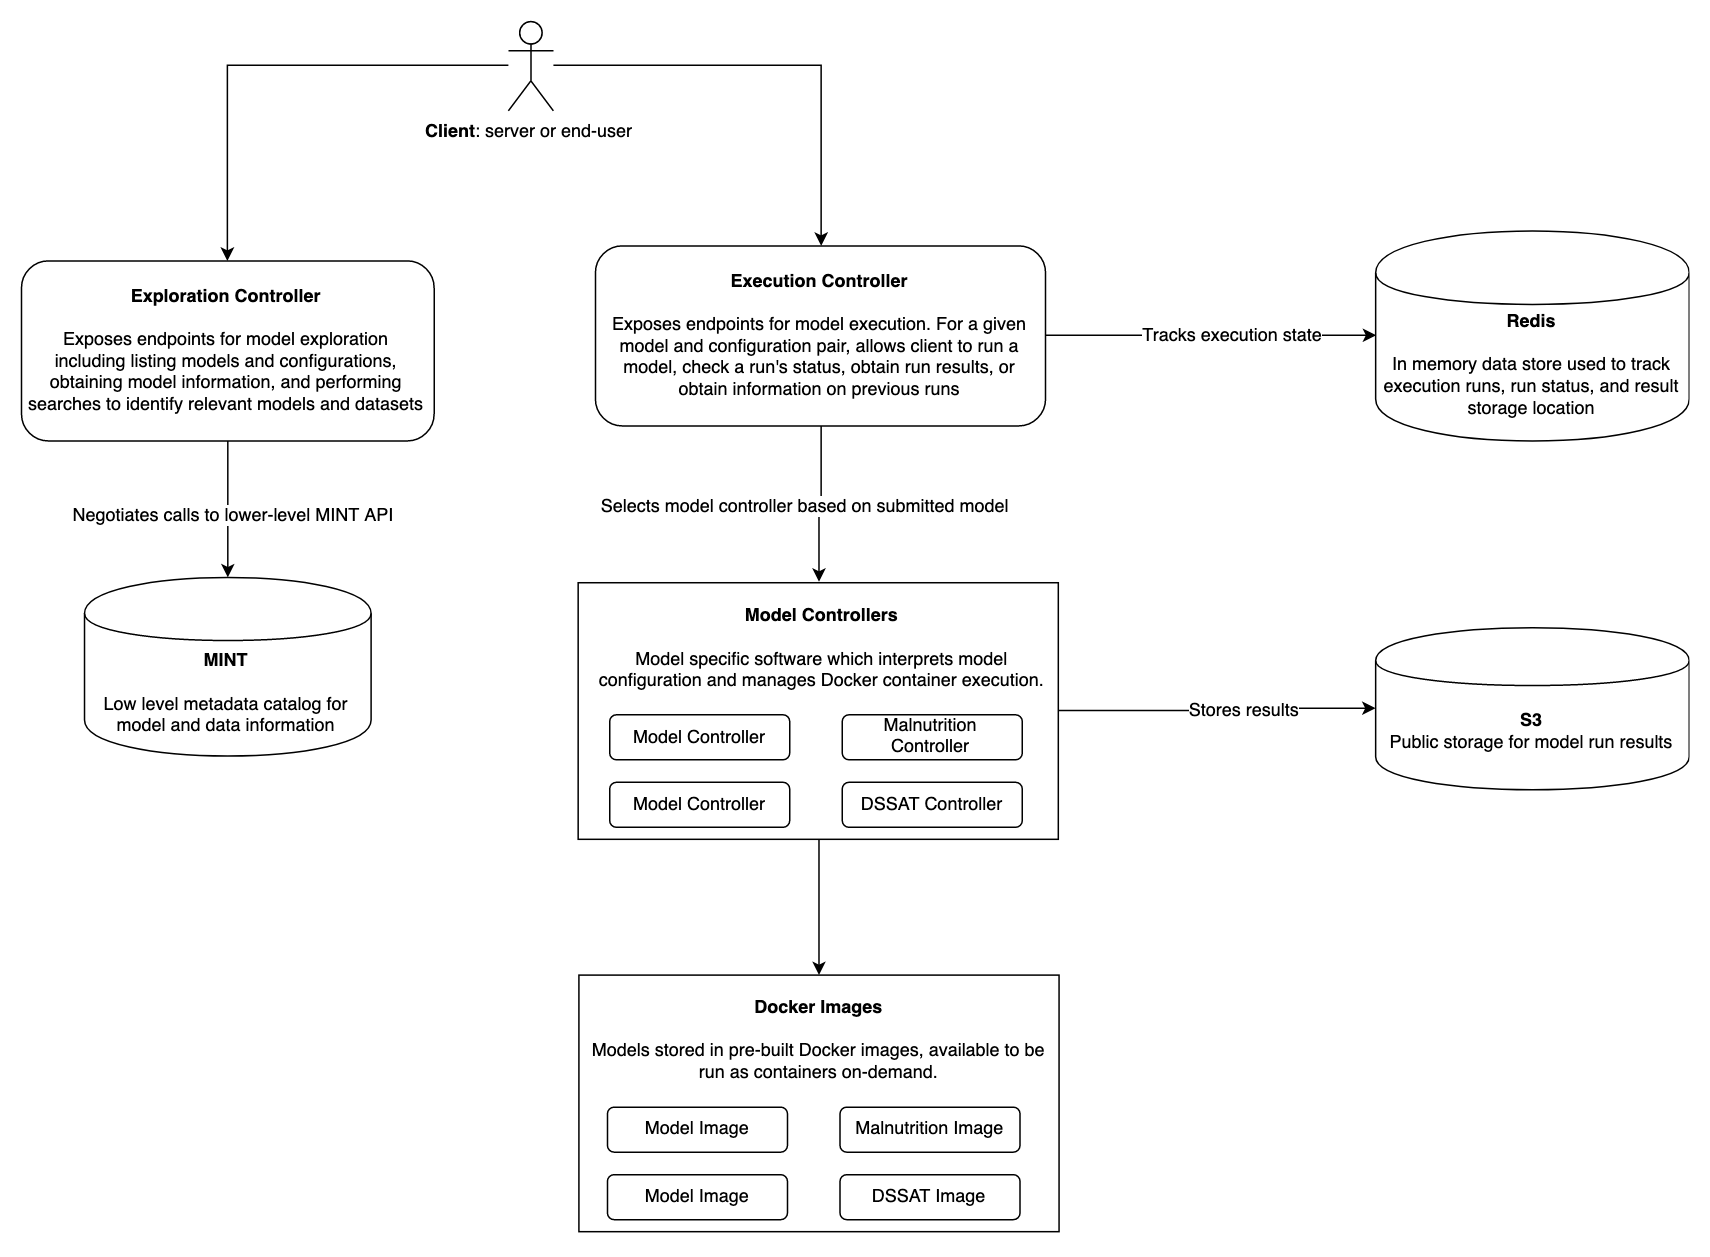 Client: server or end-user
Exploration Controller
Exposes endpoints for model exploration
including listing models and configurations,
obtaining model information, and performing
searches to identify relevant models and datasets
Execution Controller
Exposes endpoints for model execution. For a given
model and configuration pair, allows client to run a
model, check a run's status, obtain run results, or
obtain information on previous runs
Tracks execution state
Redis
In memory data store used to track
execution runs, run status, and result
storage location
Negotiates calls to lower-level MINT API
Selects model controller based on submitted model
MINT
Low level metadata catalog for
model and data information
Model Controllers
Model specific software which interprets model
configuration and manages Docker container execution.
Model Controller
Malnutrition
Controller
Model Controller
DSSAT Controller
Stores results
S3
Public storage for model run results
Docker Images
Models stored in pre-built Docker images, available to be
run as containers on-demand.
Model Image
Malnutrition Image
Model Image
DSSAT Image